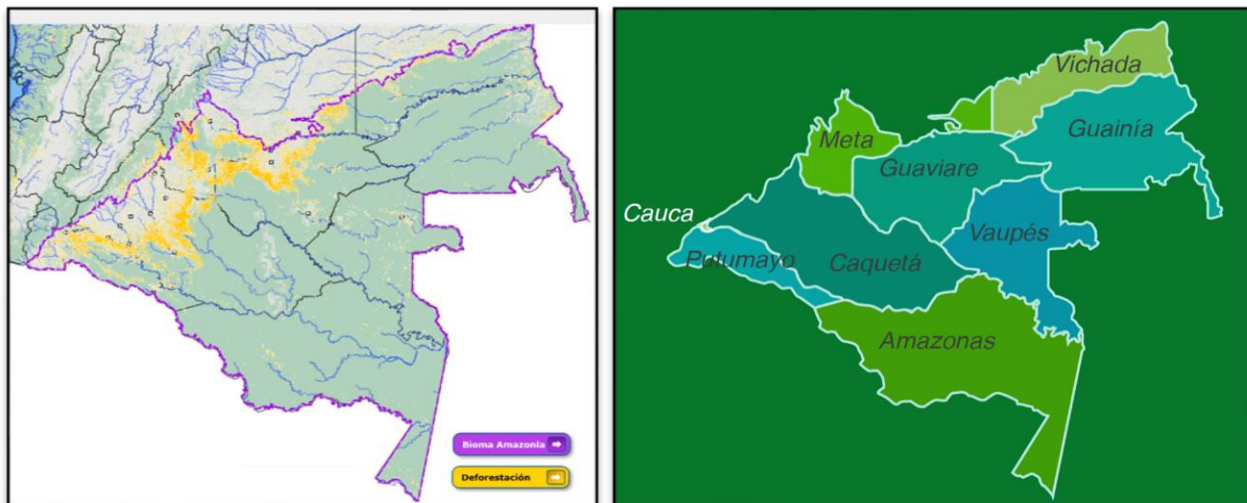 Bioma Amazonía
Deforestación
Vichada
Guainía
Meta
Guaviare
Cauca
Vaupés
Putumayo
Caquetá
Amazonas